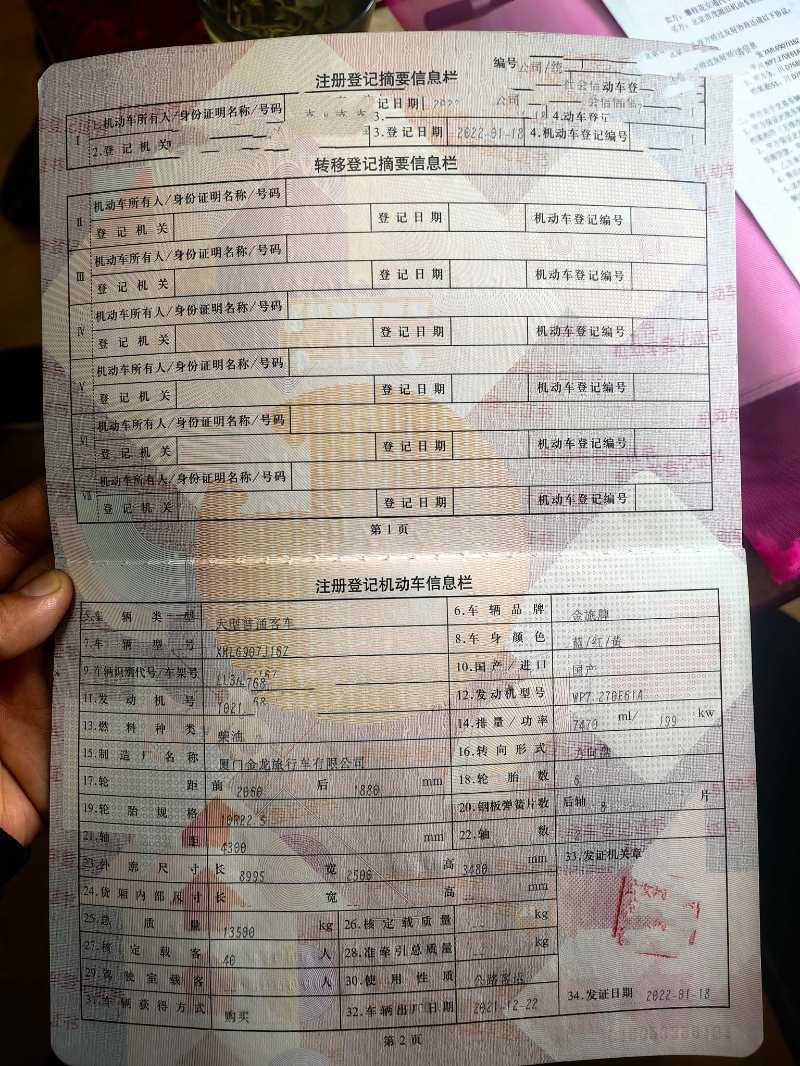 注册登记摘要信息栏
编号
公司/统
社会信
动车登
1.机动车所有人/身份证明名称/号码
记日期
公司
Ⅰ
2.登记机关
3.登记日期 2022-01-18 4.机动车登记编号
转移登记摘要信息栏
Ⅱ
机动车所有人/身份证明名称/号码
登记机关 登记日期 机动车登记编号
Ⅲ
机动车所有人/身份证明名称/号码
登记机关 登记日期 机动车登记编号
Ⅳ
机动车所有人/身份证明名称/号码
登记机关 登记日期 机动车登记编号
Ⅴ
机动车所有人/身份证明名称/号码
登记机关 登记日期 机动车登记编号
Ⅵ
机动车所有人/身份证明名称/号码
登记机关 登记日期 机动车登记编号
Ⅶ
机动车所有人/身份证明名称/号码
登记机关 登记日期 机动车登记编号
第1页
注册登记机动车信息栏
5.车辆类型 大型普通客车 6.车辆品牌 金旅牌
7.车辆型号 XML6907J16Z 8.车身颜色 蓝/红/黄
9.车辆识别代号/车架号 10.国产/进口 国产
11.发动机号 12.发动机型号 WP7.270E61A
13.燃料种类 柴油 14.排量/功率 7470 ml/ 199 kw
15.制造厂名称 厦门金龙旅行车有限公司 16.转向形式 方向盘
17.轮距 前 2060 后 1880 mm 18.轮胎数 6
19.轮胎规格 10R22.5 20.钢板弹簧片数 后轴 8 片
21.轴距 4300 mm 22.轴数 2
23.外廓尺寸 长 8995 宽 2500 高 3480 mm 33.发证机关章
24.货厢内部尺寸 长 宽 高 mm
25.总质量 13500 kg 26.核定载质量 -- kg
27.核定载客 40 人 28.准牵引总质量 -- kg
29.驾驶室载客 -- 人 30.使用性质 公路客运
31.车辆获得方式 购买 32.车辆出厂日期 2021-12-22 34.发证日期 2022-01-18
第2页